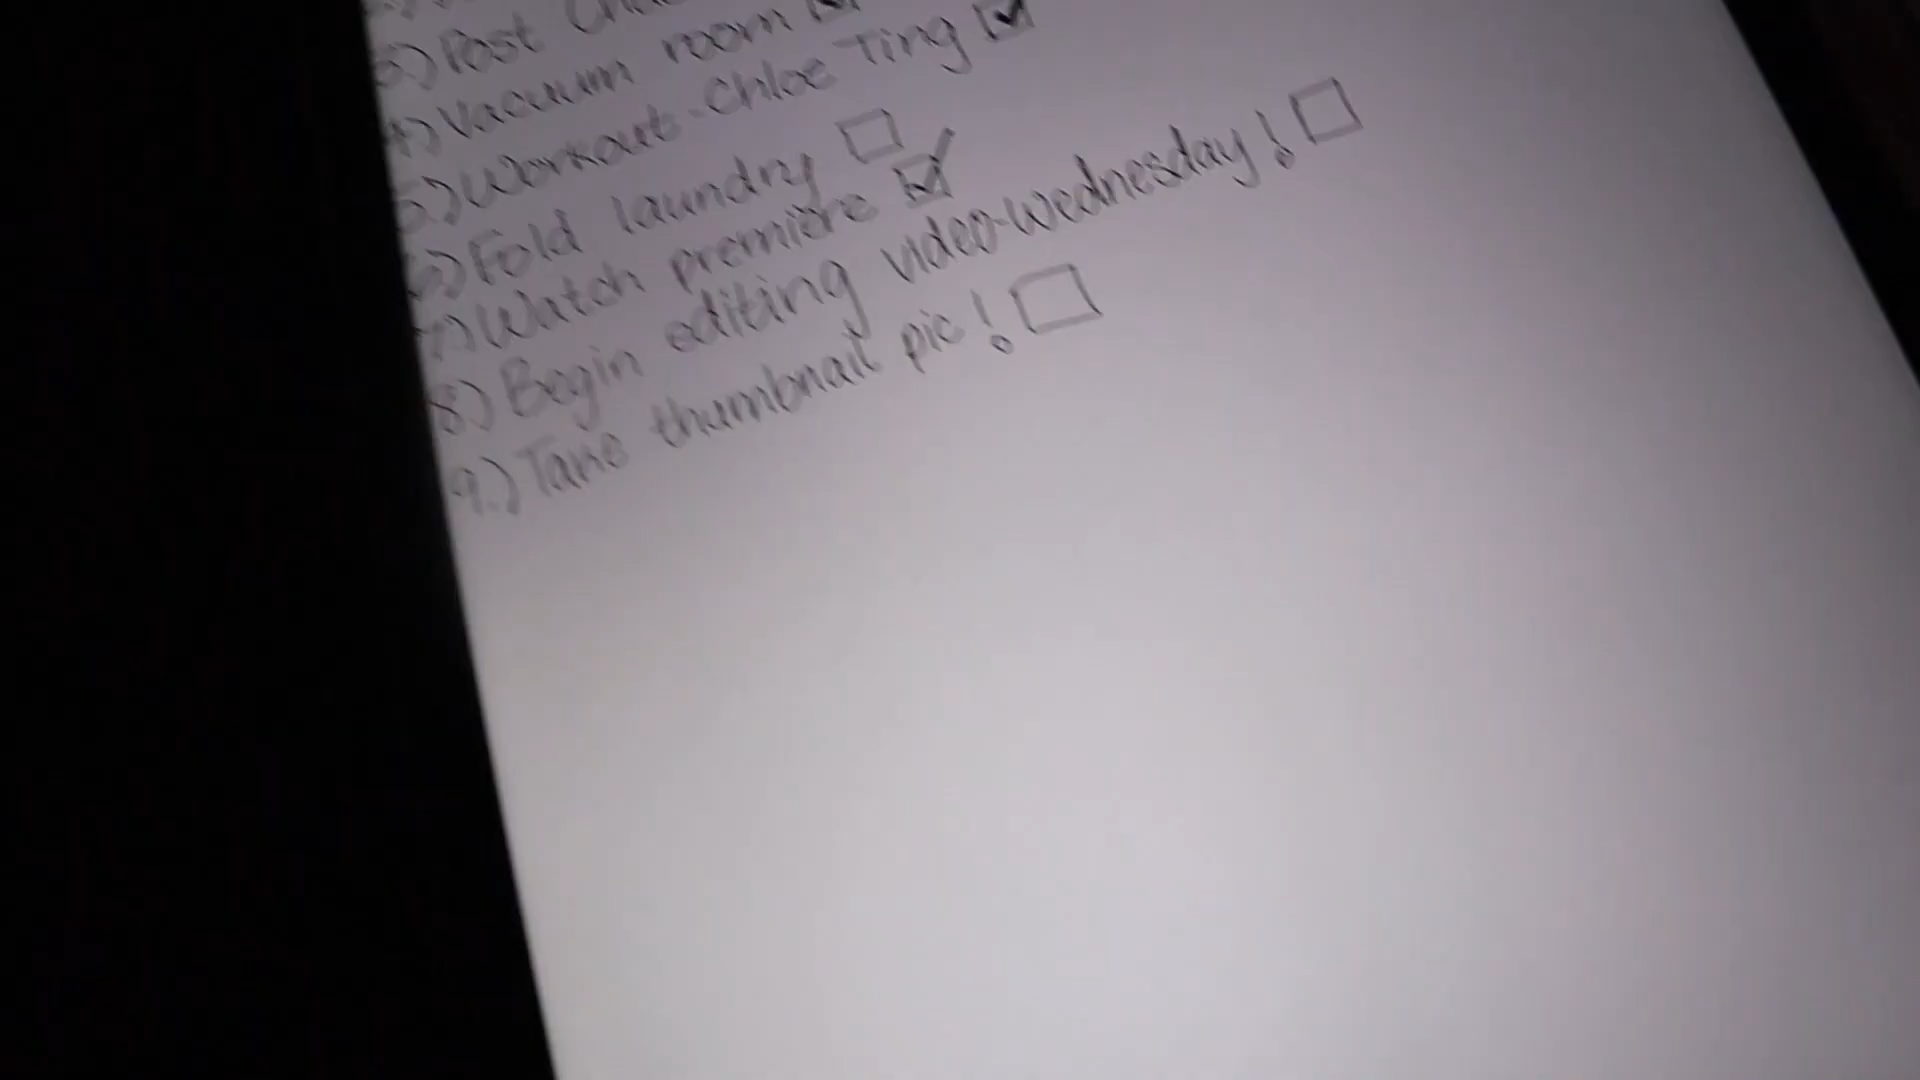 3) Post
4) Vacuum room
5) Workout-Chloe Ting
6) Fold laundry
7) Watch premiere
8) Begin editing video-wednesday!
9.) Take thumbnail pic!